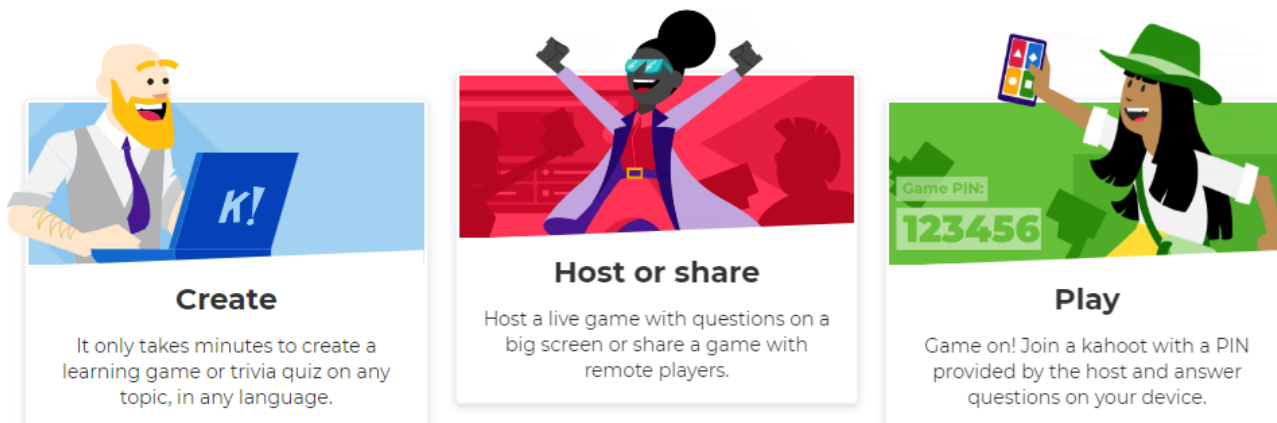 K!
Create
It only takes minutes to create a
learning game or trivia quiz on any
topic, in any language.
Host or share
Host a live game with questions on a
big screen or share a game with
remote players.
Game PIN:
123456
Play
Game on! Join a kahoot with a PIN
provided by the host and answer
questions on your device.